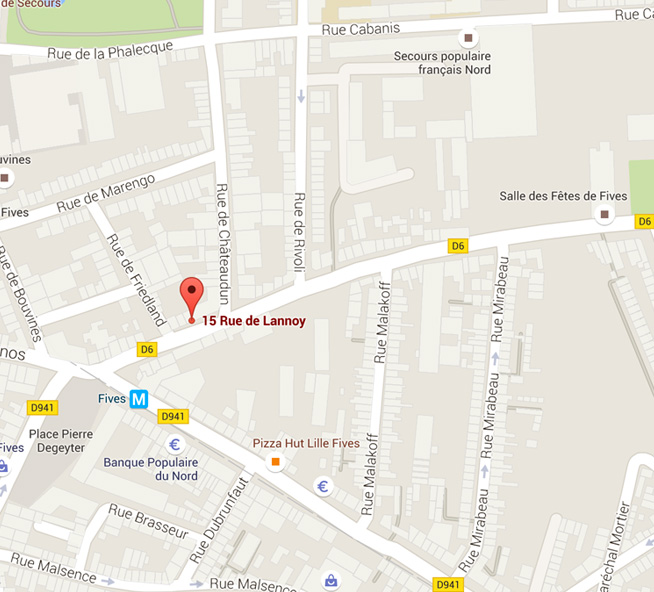 de Secours
Rue de la Phalecque
Rue Cabanis
Rue Ca
Secours populaire
français Nord
uvines
Fives
Rue de Marengo
Rue de Châteaudun
Rue de Rivoli
Salle des Fêtes de Fives
D6
D6
Rue de Bouvines
Rue de Friedland
15 Rue de Lannoy
D6
nos
Rue Malakoff
Rue Mirabeau
Fives
M
D941
D941
Place Pierre
Degeyter
Fives
€
Banque Populaire
du Nord
Pizza Hut Lille Fives
€
Rue Mirabeau
Rue Malakoff
Rue Brasseur
Rue Dubrunfaut
Rue Mirabeau
aréchal Mortier
Rue Malsence
Rue Malsence
D941